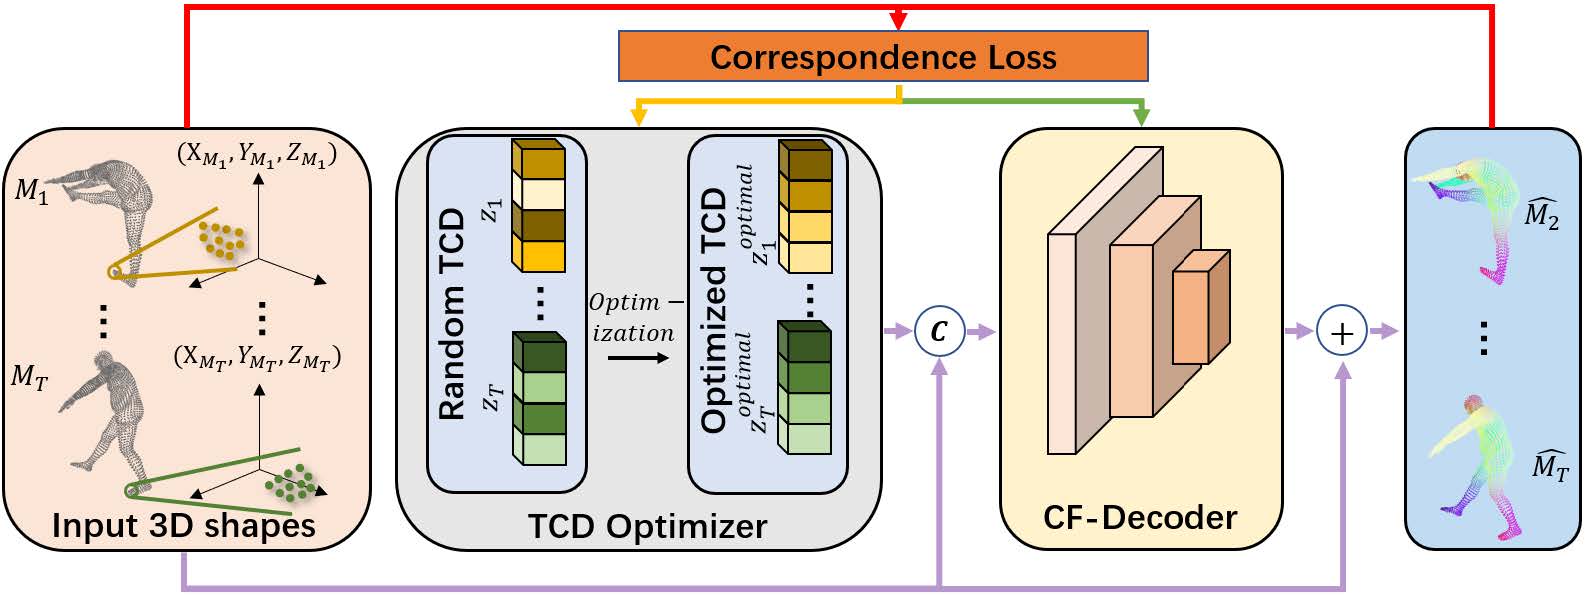 Correspondence Loss
(X_{M_1}, Y_{M_1}, Z_{M_1})
M_1
(X_{M_T}, Y_{M_T}, Z_{M_T})
M_T
Input 3D shapes
Random TCD
z_1
z_T
Optim-
ization
Optimized TCD
z_1^{optimal}
z_T^{optimal}
TCD Optimizer
C
CF-Decoder
+
\widehat{M_2}
\widehat{M_T}